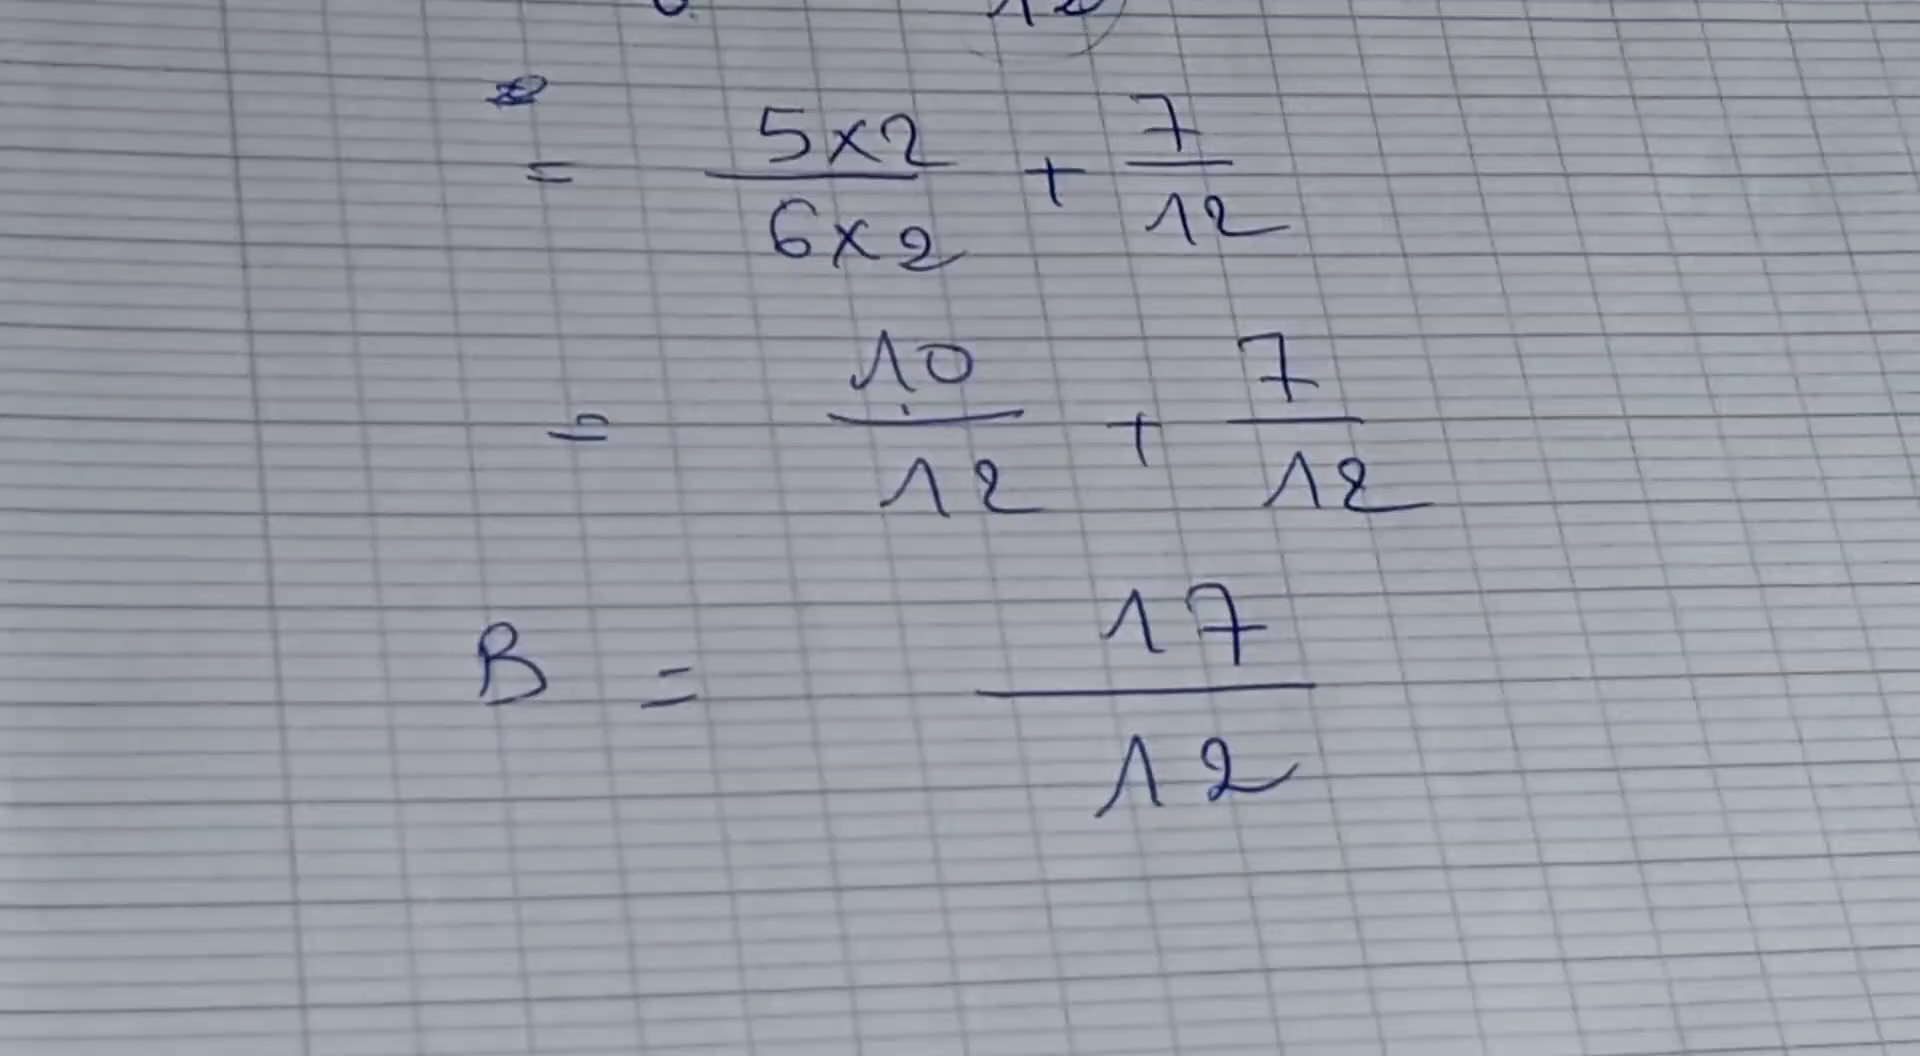 = 5×2/6×2 + 7/12
= 10/12 + 7/12
B = 17/12